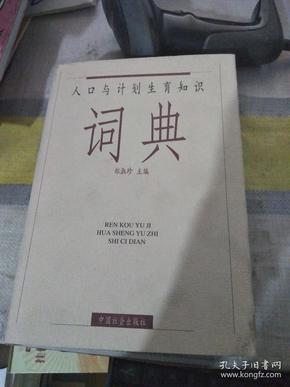 人口与计划生育知识
词典
主编
REN KOU YU JI
HUA SHENG YU ZHI
SHI CI DIAN
中国社会出版社
孔夫子旧书网